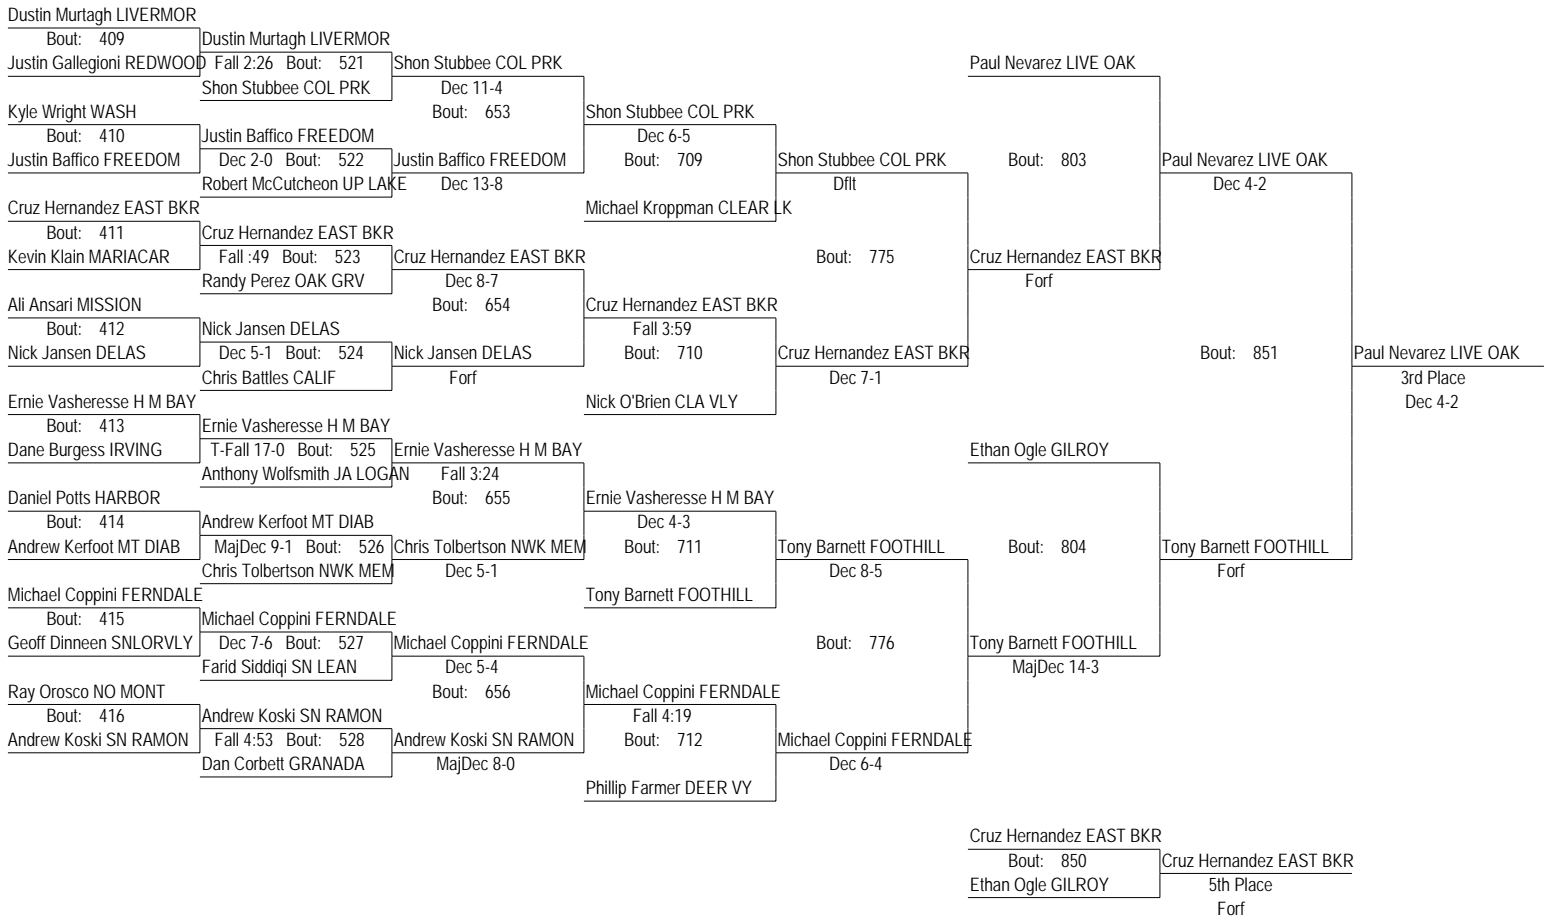 Dustin Murtagh LIVERMOR
Bout: 409
Justin Gallegioni REDWOOD
Kyle Wright WASH
Bout: 410
Justin Baffico FREEDOM
Cruz Hernandez EAST BKR
Bout: 411
Kevin Klain MARIACAR
Ali Ansari MISSION
Bout: 412
Nick Jansen DELAS
Ernie Vasheresse H M BAY
Bout: 413
Dane Burgess IRVING
Daniel Potts HARBOR
Bout: 414
Andrew Kerfoot MT DIAB
Michael Coppini FERNDALE
Bout: 415
Geoff Dinneen SNLORVLY
Ray Orosco NO MONT
Bout: 416
Andrew Koski SN RAMON
Dustin Murtagh LIVERMOR
Fall 2:26 Bout: 521
Shon Stubbee COL PRK
Justin Baffico FREEDOM
Dec 2-0 Bout: 522
Robert McCutcheon UP LAKE
Cruz Hernandez EAST BKR
Fall :49 Bout: 523
Randy Perez OAK GRV
Nick Jansen DELAS
Dec 5-1 Bout: 524
Chris Battles CALIF
Ernie Vasheresse H M BAY
T-Fall 17-0 Bout: 525
Anthony Wolfsmith JA LOGAN
Andrew Kerfoot MT DIAB
MajDec 9-1 Bout: 526
Chris Tolbertson NWK MEM
Michael Coppini FERNDALE
Dec 7-6 Bout: 527
Farid Siddiqi SN LEAN
Andrew Koski SN RAMON
Fall 4:53 Bout: 528
Dan Corbett GRANADA
Shon Stubbee COL PRK
Dec 11-4
Bout: 653
Justin Baffico FREEDOM
Dec 13-8
Cruz Hernandez EAST BKR
Dec 8-7
Bout: 654
Nick Jansen DELAS
Forf
Ernie Vasheresse H M BAY
Fall 3:24
Bout: 655
Chris Tolbertson NWK MEM
Dec 5-1
Michael Coppini FERNDALE
Dec 5-4
Bout: 656
Andrew Koski SN RAMON
MajDec 8-0
Shon Stubbee COL PRK
Dec 6-5
Bout: 709
Michael Kroppman CLEAR LK
Cruz Hernandez EAST BKR
Fall 3:59
Bout: 710
Nick O'Brien CLA VLY
Ernie Vasheresse H M BAY
Dec 4-3
Bout: 711
Tony Barnett FOOTHILL
Michael Coppini FERNDALE
Fall 4:19
Bout: 712
Phillip Farmer DEER VY
Shon Stubbee COL PRK
Dflt
Bout: 775
Cruz Hernandez EAST BKR
Dec 7-1
Tony Barnett FOOTHILL
Dec 8-5
Bout: 776
Michael Coppini FERNDALE
Dec 6-4
Paul Nevarez LIVE OAK
Bout: 803
Cruz Hernandez EAST BKR
Forf
Ethan Ogle GILROY
Bout: 804
Tony Barnett FOOTHILL
MajDec 14-3
Paul Nevarez LIVE OAK
Dec 4-2
Bout: 851
Tony Barnett FOOTHILL
Forf
Paul Nevarez LIVE OAK
3rd Place
Dec 4-2
Cruz Hernandez EAST BKR
Bout: 850
Ethan Ogle GILROY
Cruz Hernandez EAST BKR
5th Place
Forf